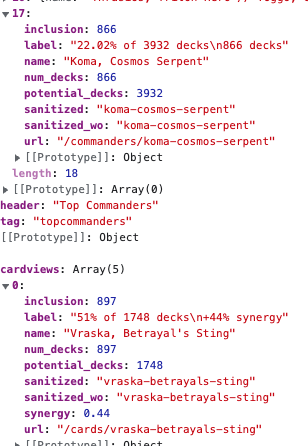 ▼17:
inclusion: 866
label: "22.02% of 3932 decks\n866 decks"
name: "Koma, Cosmos Serpent"
num_decks: 866
potential_decks: 3932
sanitized: "koma-cosmos-serpent"
sanitized_wo: "koma-cosmos-serpent"
url: "/commanders/koma-cosmos-serpent"
▶[[Prototype]]: Object
length: 18
▶[[Prototype]]: Array(0)
header: "Top Commanders"
tag: "topcommanders"
[[Prototype]]: Object
cardviews: Array(5)
▼0:
inclusion: 897
label: "51% of 1748 decks\n+44% synergy"
name: "Vraska, Betrayal's Sting"
num_decks: 897
potential_decks: 1748
sanitized: "vraska-betrayals-sting"
sanitized_wo: "vraska-betrayals-sting"
synergy: 0.44
url: "/cards/vraska-betrayals-sting"
▶[[Prototype]]: Object